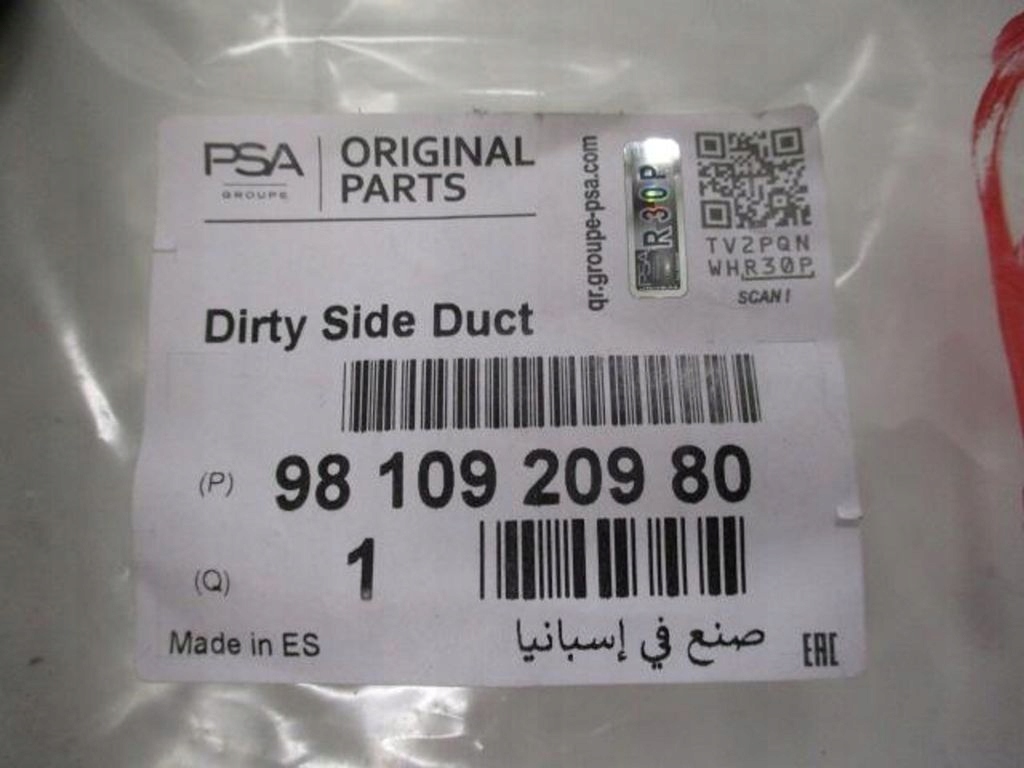 PSA
GROUPE
ORIGINAL
PARTS
qr.groupe-psa.com
PSA
R30P
TV2PQN
WHR30P
SCAN!
Dirty Side Duct
(P) 98 109 209 80
(Q) 1
Made in ES
صنع في إسبانيا
EAC